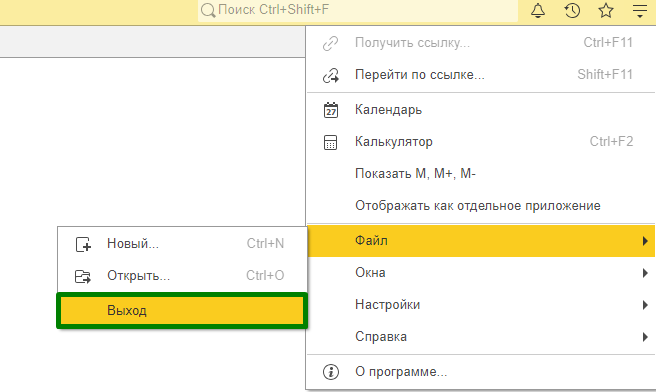 Поиск Ctrl+Shift+F
Получить ссылку... Ctrl+F11
Перейти по ссылке... Shift+F11
27 Календарь
Калькулятор Ctrl+F2
Показать M, M+, M-
Отображать как отдельное приложение
Файл
Окна
Настройки
Справка
О программе...
Новый... Ctrl+N
Открыть... Ctrl+O
Выход